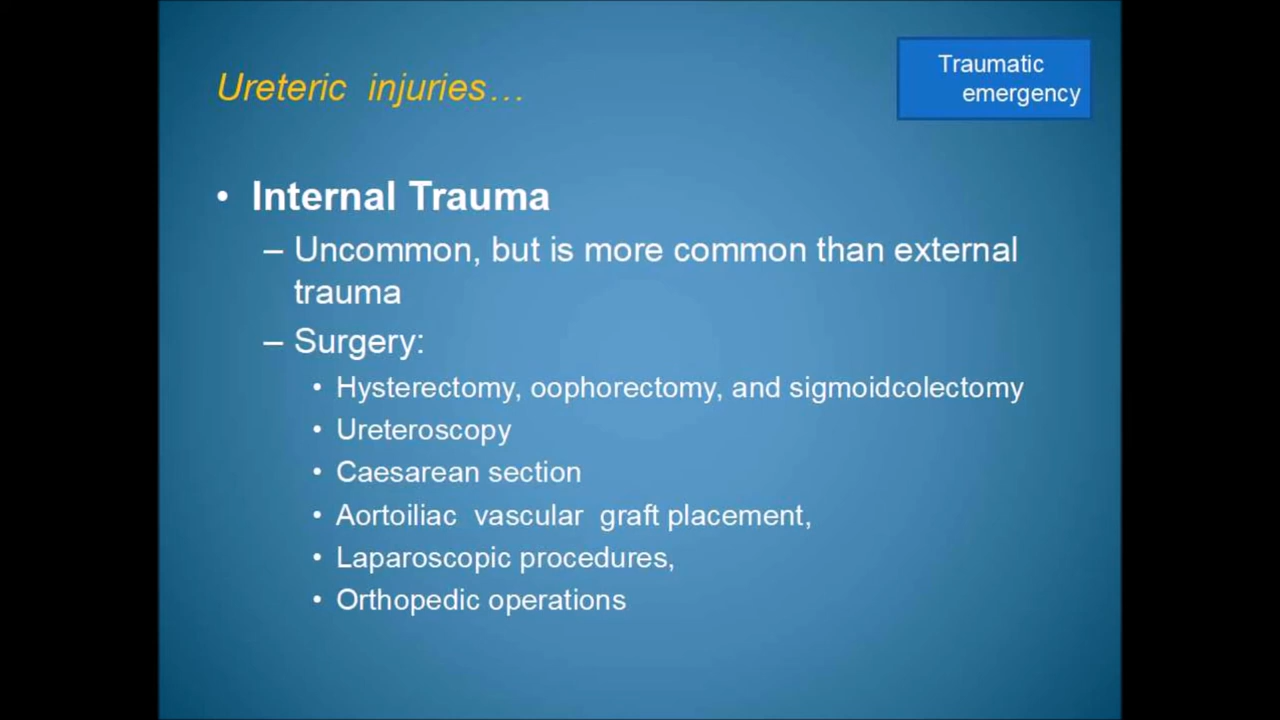 Ureteric injuries…
Traumatic
emergency
• Internal Trauma
– Uncommon, but is more common than external
trauma
– Surgery:
• Hysterectomy, oophorectomy, and sigmoidcolectomy
• Ureteroscopy
• Caesarean section
• Aortoiliac vascular graft placement,
• Laparoscopic procedures,
• Orthopedic operations